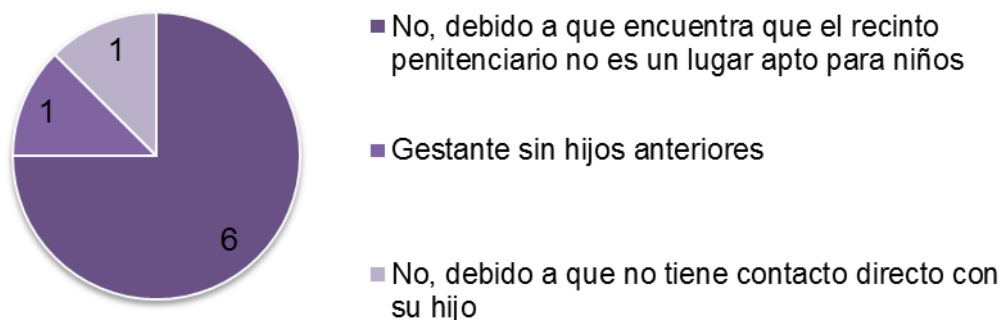 1
1
6
No, debido a que encuentra que el recinto
penitenciario no es un lugar apto para niños
Gestante sin hijos anteriores
No, debido a que no tiene contacto directo con
su hijo